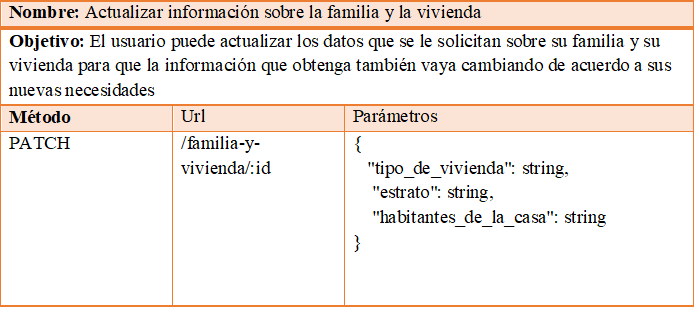 Nombre: Actualizar información sobre la familia y la vivienda
Objetivo: El usuario puede actualizar los datos que se le solicitan sobre su familia y su
vivienda para que la información que obtenga también vaya cambiando de acuerdo a sus
nuevas necesidades
Método Url Parámetros
PATCH
/familia-y-
vivienda/:id
{
"tipo_de_vivienda": string,
"estrato": string,
"habitantes_de_la_casa": string
}